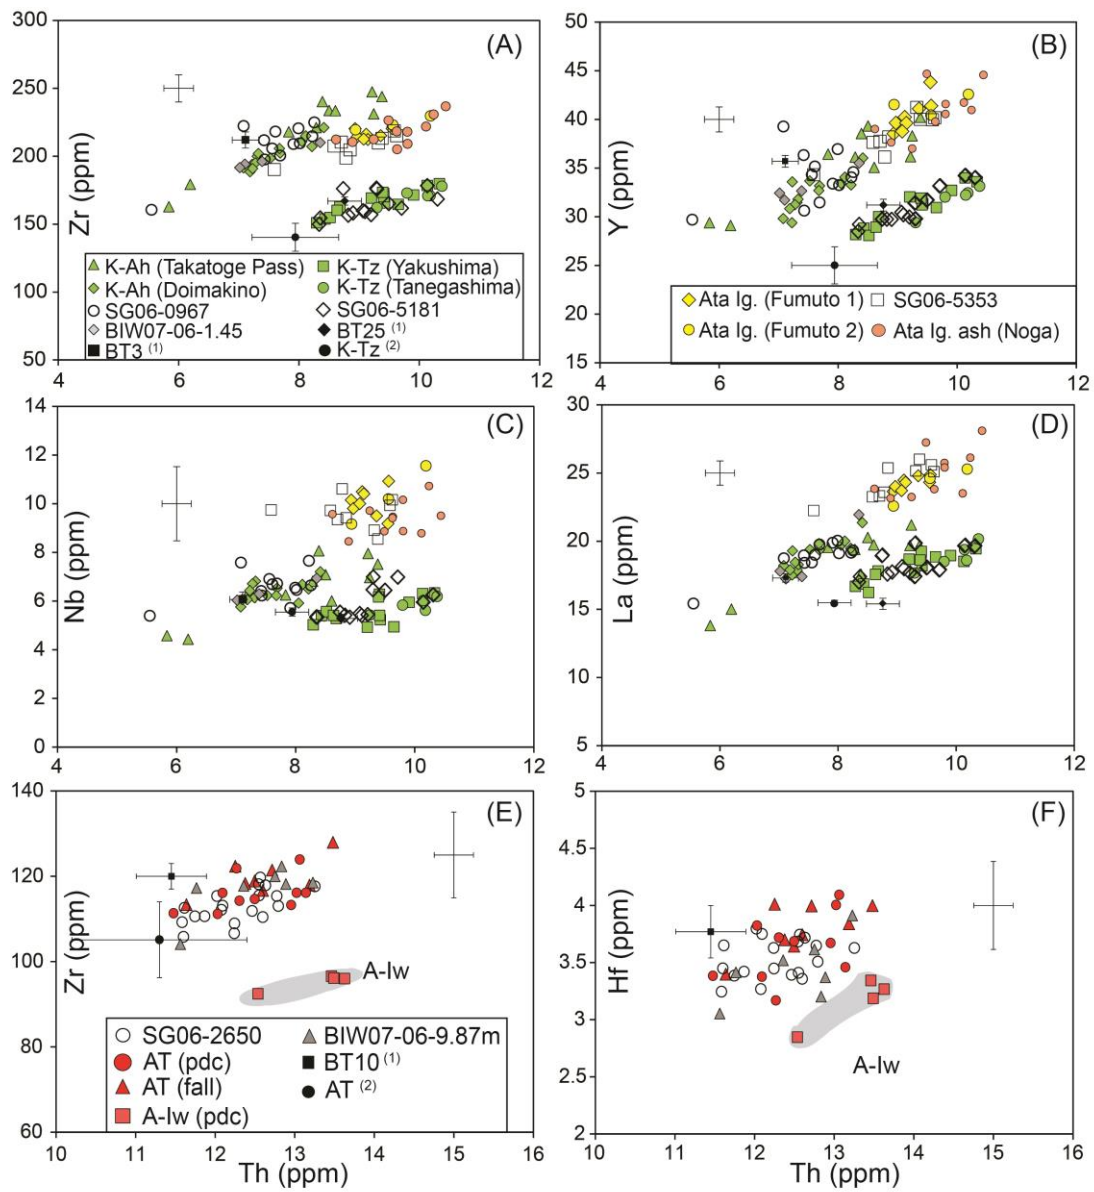 (A)
300
250
200
150
100
50
Zr (ppm)
4 6 8 10 12
K-Ah (Takatoge Pass)
K-Ah (Doimakino)
SG06-0967
BIW07-06-1.45
BT3 (1)
K-Tz (Yakushima)
K-Tz (Tanegashima)
SG06-5181
BT25 (1)
K-Tz (2)
(B)
50
45
40
35
30
25
20
15
Y (ppm)
4 6 8 10 12
Ata Ig. (Fumuto 1)
Ata Ig. (Fumuto 2)
SG06-5353
Ata Ig. ash (Noga)
(C)
14
12
10
8
6
4
2
0
Nb (ppm)
4 6 8 10 12
(D)
30
25
20
15
10
5
La (ppm)
4 6 8 10 12
(E)
140
120
100
80
60
Zr (ppm)
A-Iw
SG06-2650
AT (pdc)
AT (fall)
A-Iw (pdc)
BIW07-06-9.87m
BT10 (1)
AT (2)
10 11 12 13 14 15 16
Th (ppm)
(F)
5
4.5
4
3.5
3
2.5
2
Hf (ppm)
A-Iw
10 11 12 13 14 15 16
Th (ppm)